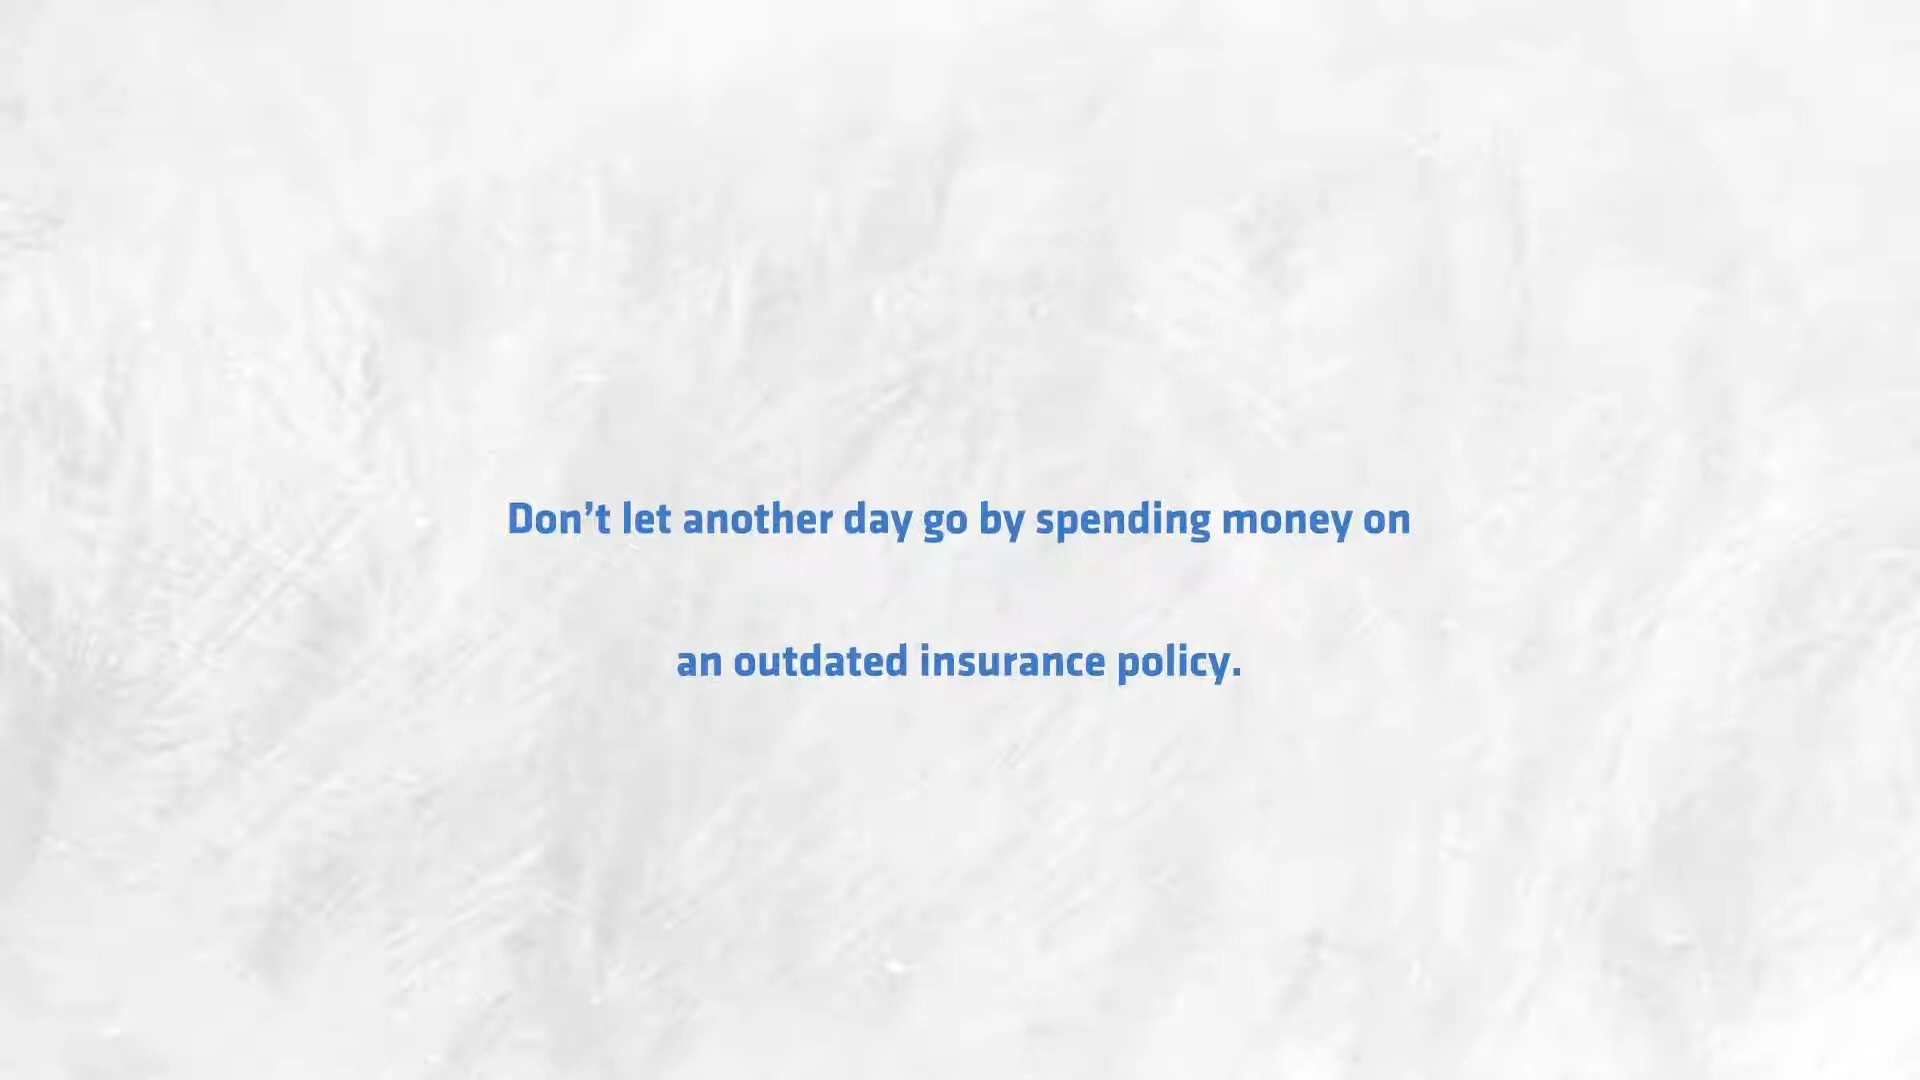 Don’t let another day go by spending money on
an outdated insurance policy.